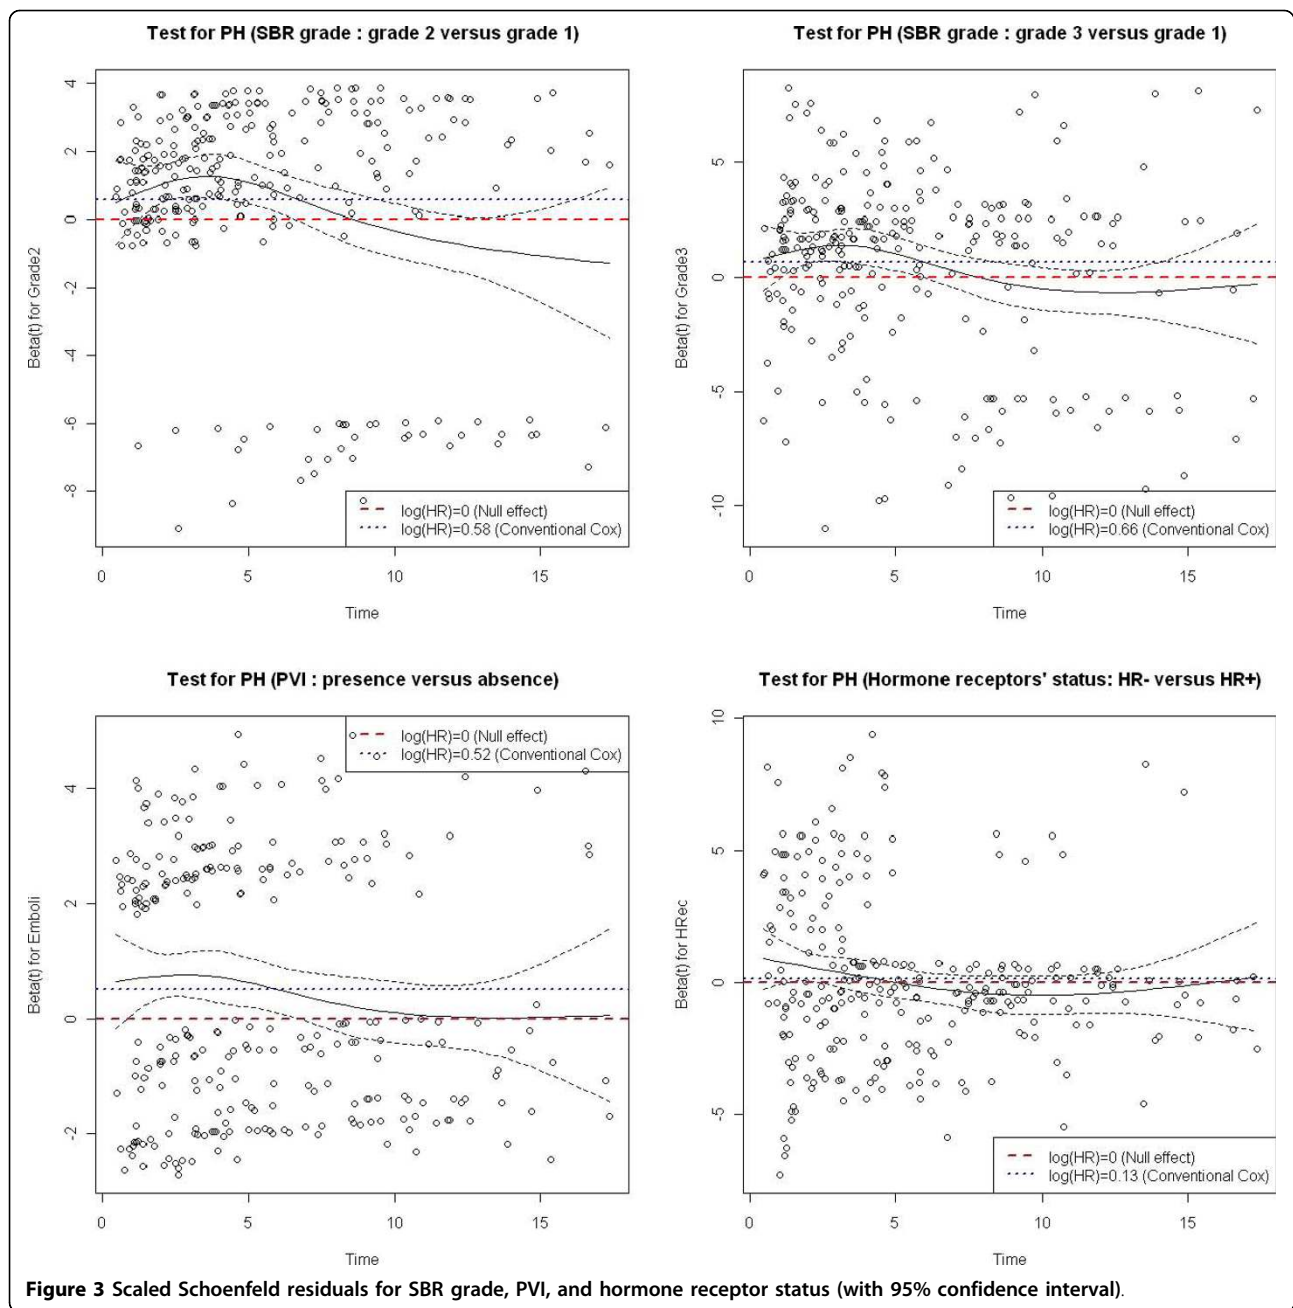 Test for PH (SBR grade : grade 2 versus grade 1)
Beta(t) for Grade2
4
2
0
-2
-4
-6
-8
log(HR)=0 (Null effect)
log(HR)=0.58 (Conventional Cox)
0 5 10 15
Time
Test for PH (SBR grade : grade 3 versus grade 1)
Beta(t) for Grade3
5
0
-5
-10
log(HR)=0 (Null effect)
log(HR)=0.66 (Conventional Cox)
0 5 10 15
Time
Test for PH (PVI : presence versus absence)
Beta(t) for Emboli
4
2
0
-2
log(HR)=0 (Null effect)
log(HR)=0.52 (Conventional Cox)
0 5 10 15
Time
Test for PH (Hormone receptors' status: HR- versus HR+)
Beta(t) for HRec
10
5
0
-5
log(HR)=0 (Null effect)
log(HR)=0.13 (Conventional Cox)
0 5 10 15
Time
Figure 3 Scaled Schoenfeld residuals for SBR grade, PVI, and hormone receptor status (with 95% confidence interval).